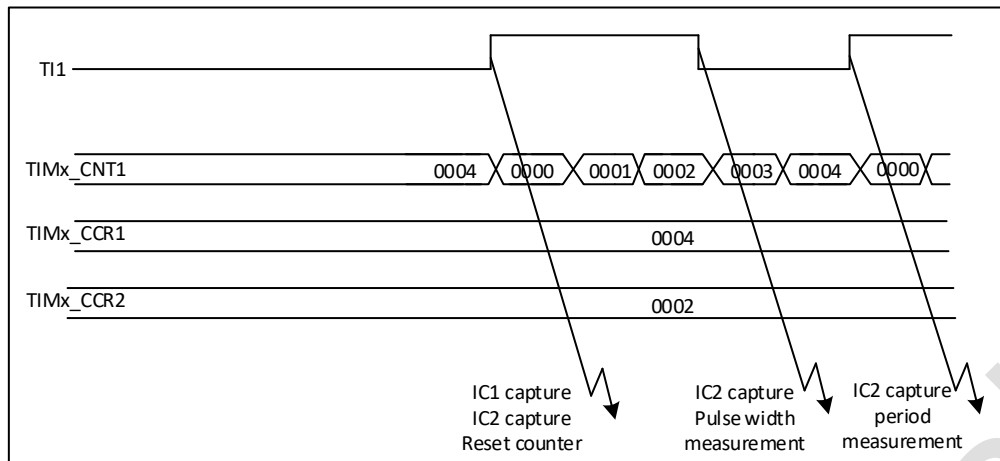 TI1
TIMx_CNT1
0004 0000 0001 0002 0003 0004 0000
TIMx_CCR1
0004
TIMx_CCR2
0002
IC1 capture
IC2 capture
Reset counter
IC2 capture
Pulse width
measurement
IC2 capture
period
measurement